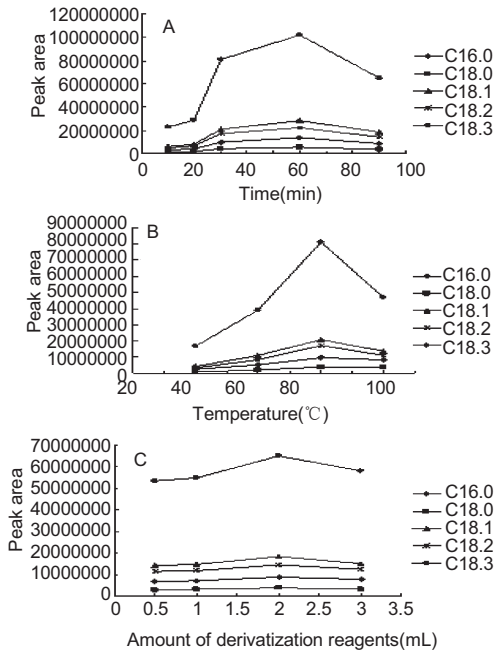 A
Peak area
120000000
100000000
80000000
60000000
40000000
20000000
0
0 20 40 60 80 100
Time(min)
C16.0
C18.0
C18.1
C18.2
C18.3
B
Peak area
90000000
80000000
70000000
60000000
50000000
40000000
30000000
20000000
10000000
0
20 40 60 80 100
Temperature(℃)
C16.0
C18.0
C18.1
C18.2
C18.3
C
Peak area
70000000
60000000
50000000
40000000
30000000
20000000
10000000
0
0 0.5 1 2 3 3.5
Amount of derivatization reagents(mL)
C16.0
C18.0
C18.1
C18.2
C18.3